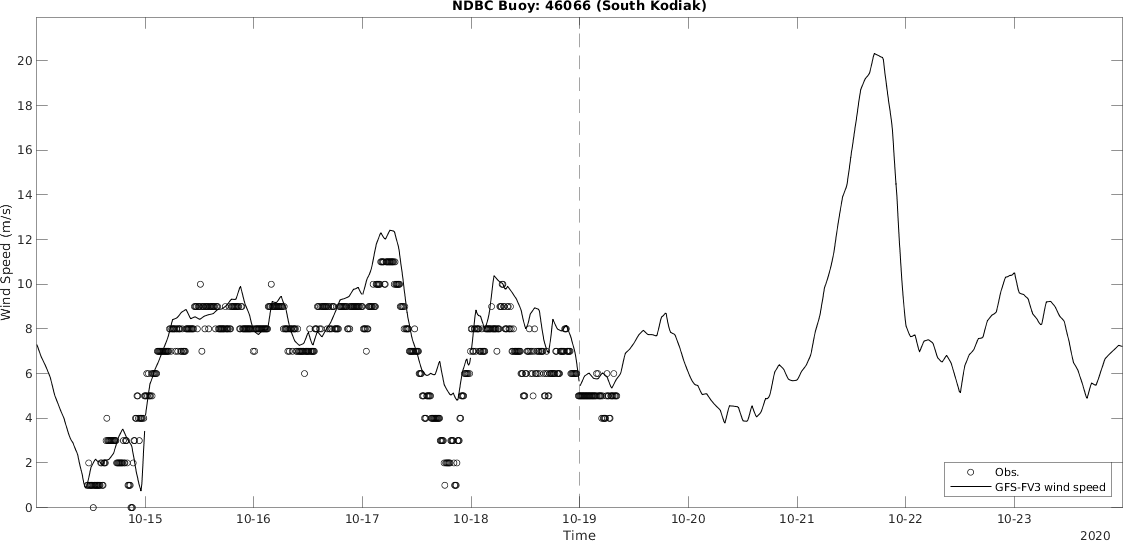 NDBC Buoy: 46066 (South Kodiak)
Wind Speed (m/s)
20
18
16
14
12
10
8
6
4
2
0
10-15 10-16 10-17 10-18 10-19 10-20 10-21 10-22 10-23
Time
2020
Obs.
GFS-FV3 wind speed